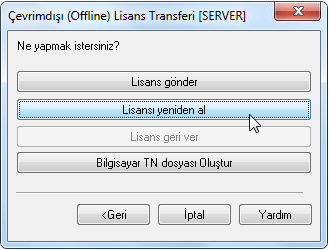 Çevrimdışı (Offline) Lisans Transferi [SERVER]
Ne yapmak istersiniz?
Lisans gönder
Lisansı yeniden al
Lisans geri ver
Bilgisayar TN dosyası Oluştur
<Geri
İptal
Yardım